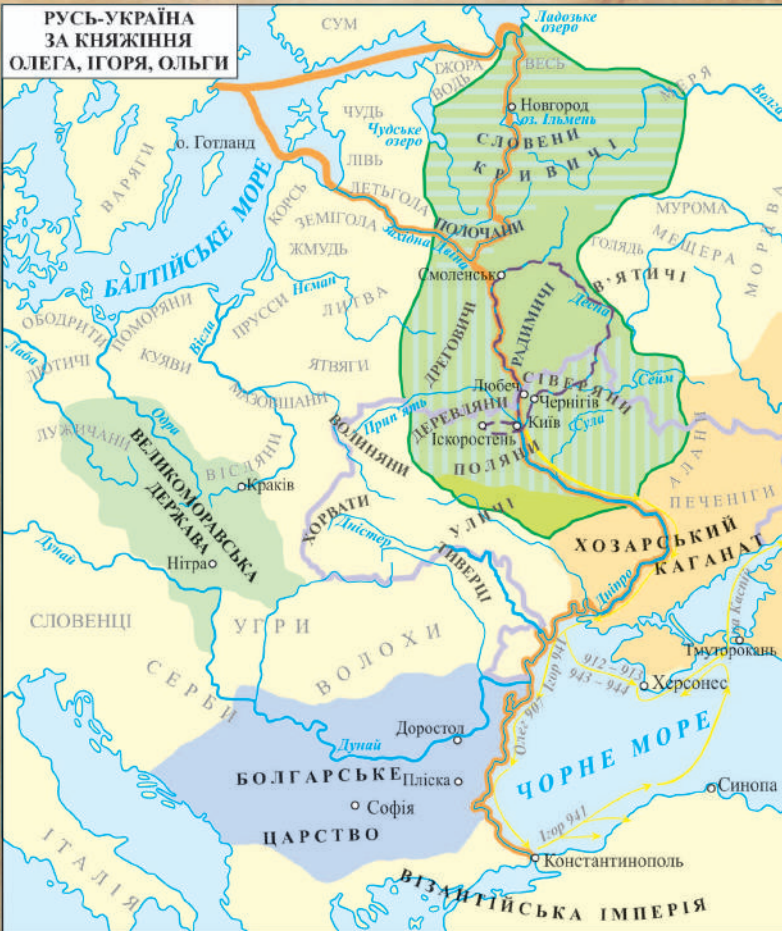 РУСЬ-УКРАЇНА
ЗА КНЯЖІННЯ
ОЛЕГА, ІГОРЯ, ОЛЬГИ
СУМ
Ладозьке
озеро
ВЕСЬ
ІЖОРА
ВОДЬ
МЕРЯ
Волга
Новгород
оз. Ільмень
ЧУДЬ
Чудське
озеро
СЛОВЕНИ
КРИВИЧІ
о. Готланд
ВАРЯГИ
ЛІВЬ
ЛЕТЬГОЛА
КОРСЬ
ЗЕМІГОЛА
ЖМУДЬ
БАЛТІЙСЬКЕ МОРЕ
ПОЛОЧАНИ
Західна Двіна
МУРОМА
МЕЩЕРА
ГОЛЯДЬ
МОРДВА
Смоленськ
В'ЯТИЧІ
Десна
Нєман
ЛИТВА
ПРУССИ
ПОМОРЯНИ
ОБОДРИТИ
Лаба
ЛЮТИЧІ
КУЯВИ
Вісла
ЯТВЯГИ
МАЗОВШАНИ
ДРЕГОВИЧІ
РАДИМИЧІ
СІВЕРЯНИ
Сейм
Любеч
Чернігів
Прип'ять
ДЕРЕВЛЯНИ
Київ
Іскоростень
Сула
ПОЛЯНИ
ВОЛИНЯНИ
Одра
ЛУЖИЧАНИ
ВЕЛИКОМОРАВСЬКА
ДЕРЖАВА
ВІСЛЯНИ
Краків
Нітра
АЛАНИ
ПЕЧЕНІГИ
ХОЗАРСЬКИЙ
КАГАНАТ
ХОРВАТИ
Дністер
УЛИЧІ
ТИВЕРЦІ
Дніпро
Дунай
СЛОВЕНЦІ
УГРИ
ВОЛОХИ
СЕРБИ
на Каспій
Тмуторокань
Олег 907
Ігор 941
912 – 913
943 – 944
Херсонес
Доростол
Дунай
ЧОРНЕ МОРЕ
БОЛГАРСЬКЕ
ЦАРСТВО
Пліска
Софія
Синопа
Ігор 941
Константинополь
ІТАЛІЯ
ВІЗАНТІЙСЬКА ІМПЕРІЯ